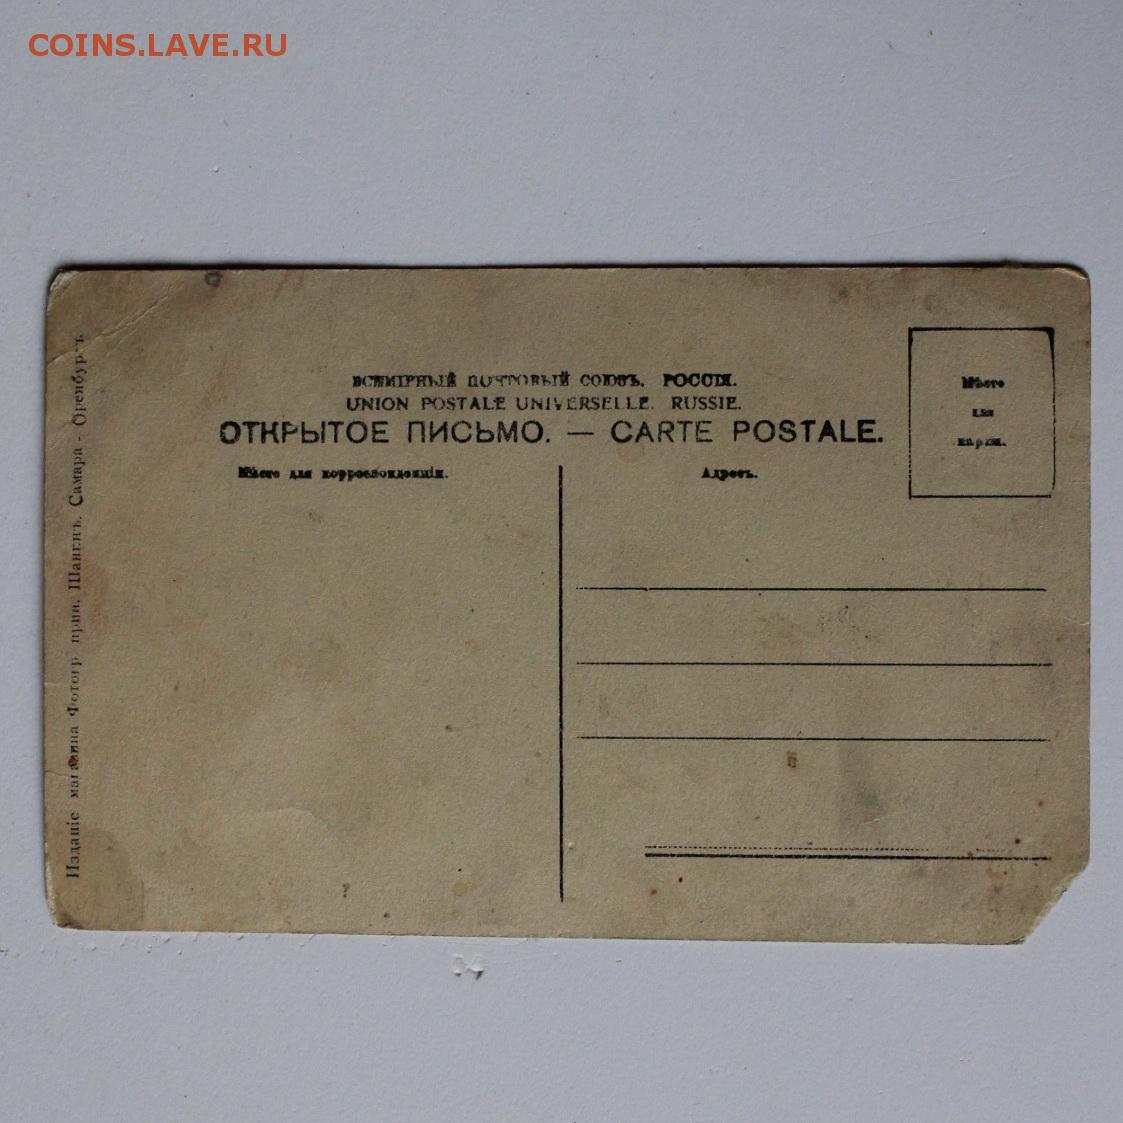 COINS.LAVE.RU
ВСЕМІРНЫЙ ПОЧТОВЫЙ СОЮЗЪ. РОССІЯ.
UNION POSTALE UNIVERSELLE. RUSSIE.
ОТКРЫТОЕ ПИСЬМО. — CARTE POSTALE.
Мѣсто для корреспонденціи.
Адресъ.
Мѣсто
для
марки.
Изданіе магазина Фотогр. прин. Самара - Оренбургъ